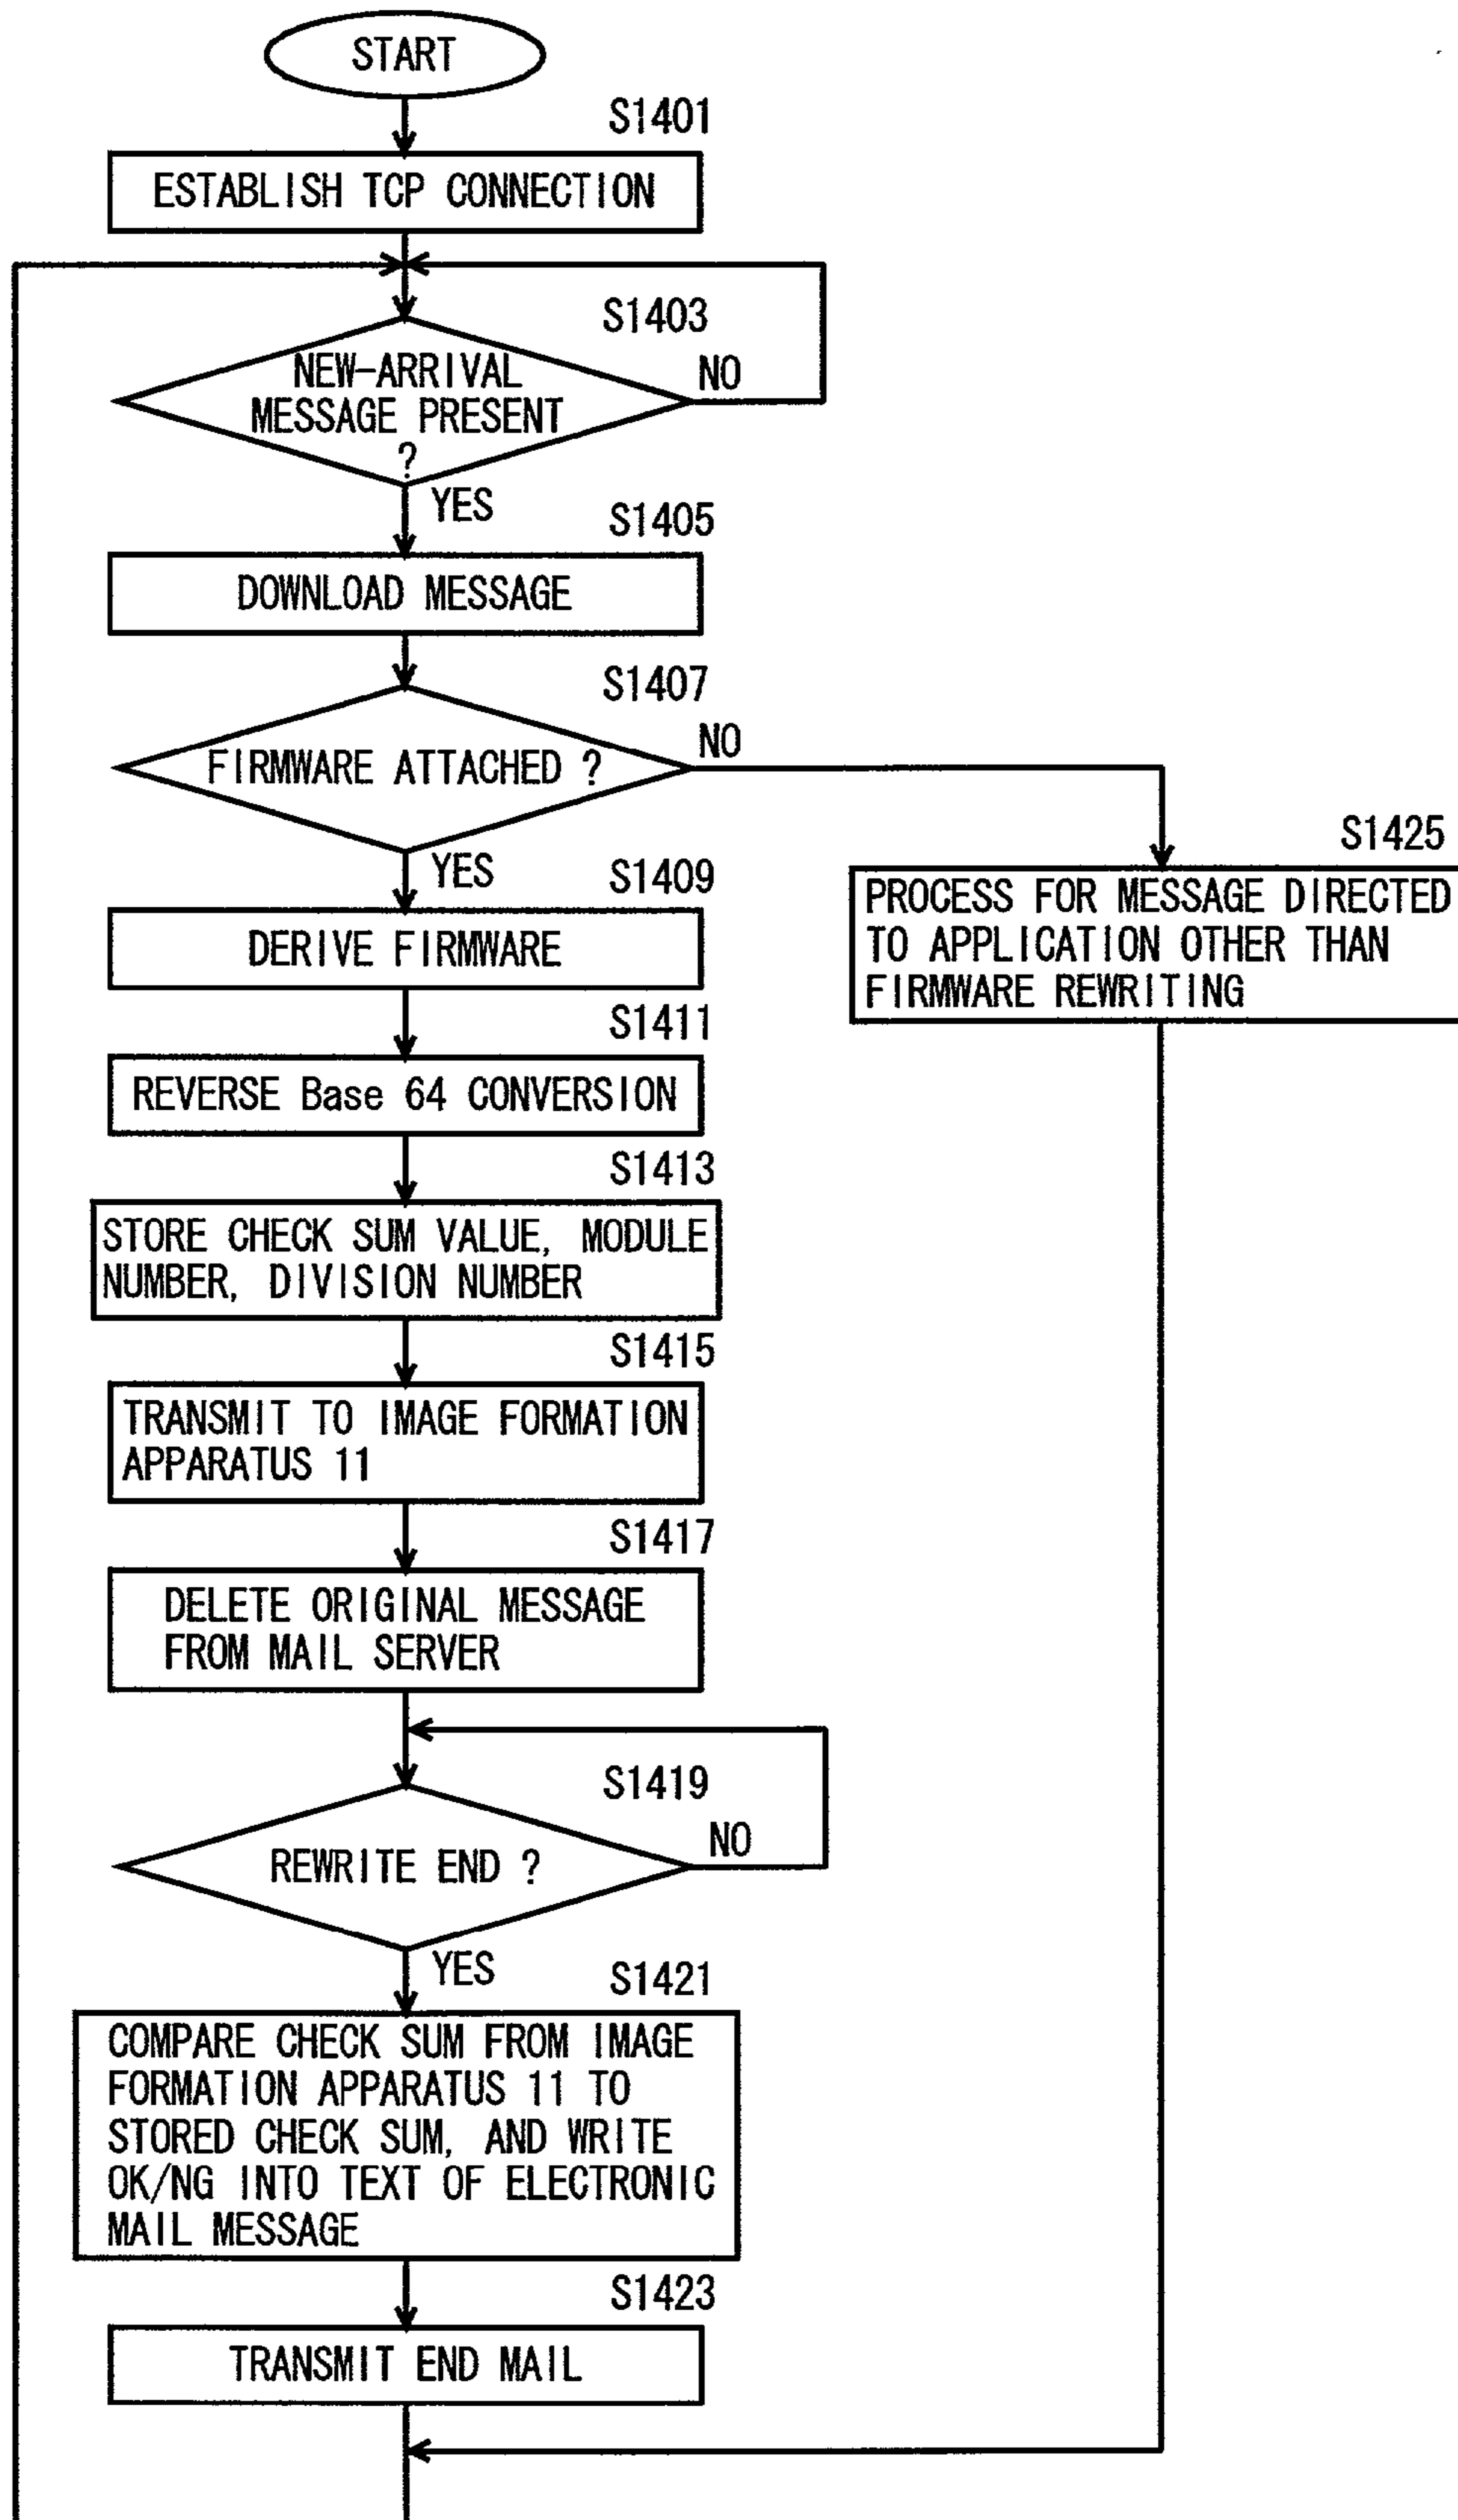 START
S1401
ESTABLISH TCP CONNECTION
S1403
NEW-ARRIVAL
MESSAGE PRESENT
?
NO
YES
S1405
DOWNLOAD MESSAGE
S1407
FIRMWARE ATTACHED ?
NO
YES
S1409
DERIVE FIRMWARE
S1425
PROCESS FOR MESSAGE DIRECTED
TO APPLICATION OTHER THAN
FIRMWARE REWRITING
S1411
REVERSE Base 64 CONVERSION
S1413
STORE CHECK SUM VALUE, MODULE
NUMBER, DIVISION NUMBER
S1415
TRANSMIT TO IMAGE FORMATION
APPARATUS 11
S1417
DELETE ORIGINAL MESSAGE
FROM MAIL SERVER
S1419
REWRITE END ?
NO
YES
S1421
COMPARE CHECK SUM FROM IMAGE
FORMATION APPARATUS 11 TO
STORED CHECK SUM, AND WRITE
OK/NG INTO TEXT OF ELECTRONIC
MAIL MESSAGE
S1423
TRANSMIT END MAIL